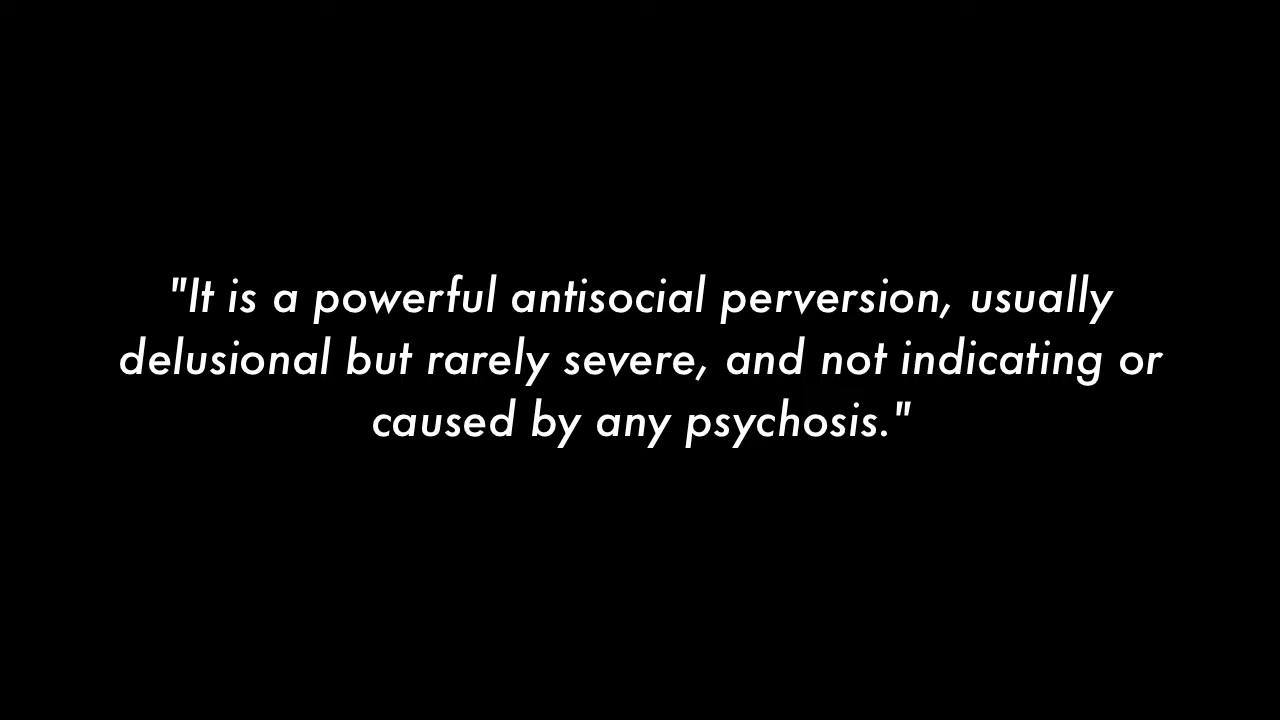 "It is a powerful antisocial perversion, usually
delusional but rarely severe, and not indicating or
caused by any psychosis."